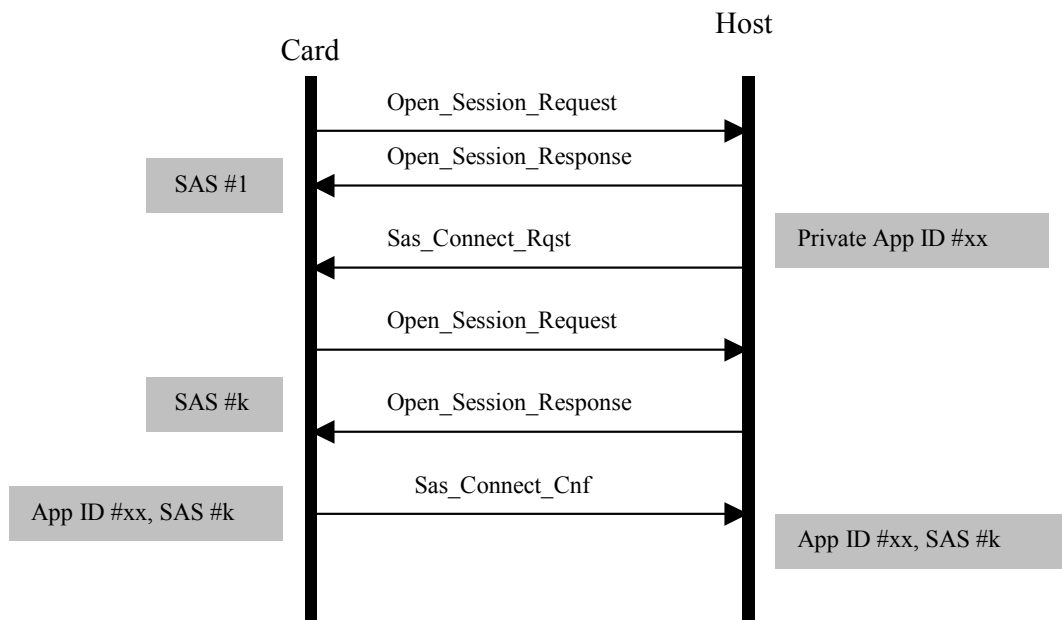 Host
Card
Open_Session_Request
Open_Session_Response
SAS #1
Sas_Connect_Rqst
Private App ID #xx
Open_Session_Request
SAS #k
Open_Session_Response
Sas_Connect_Cnf
App ID #xx, SAS #k
App ID #xx, SAS #k